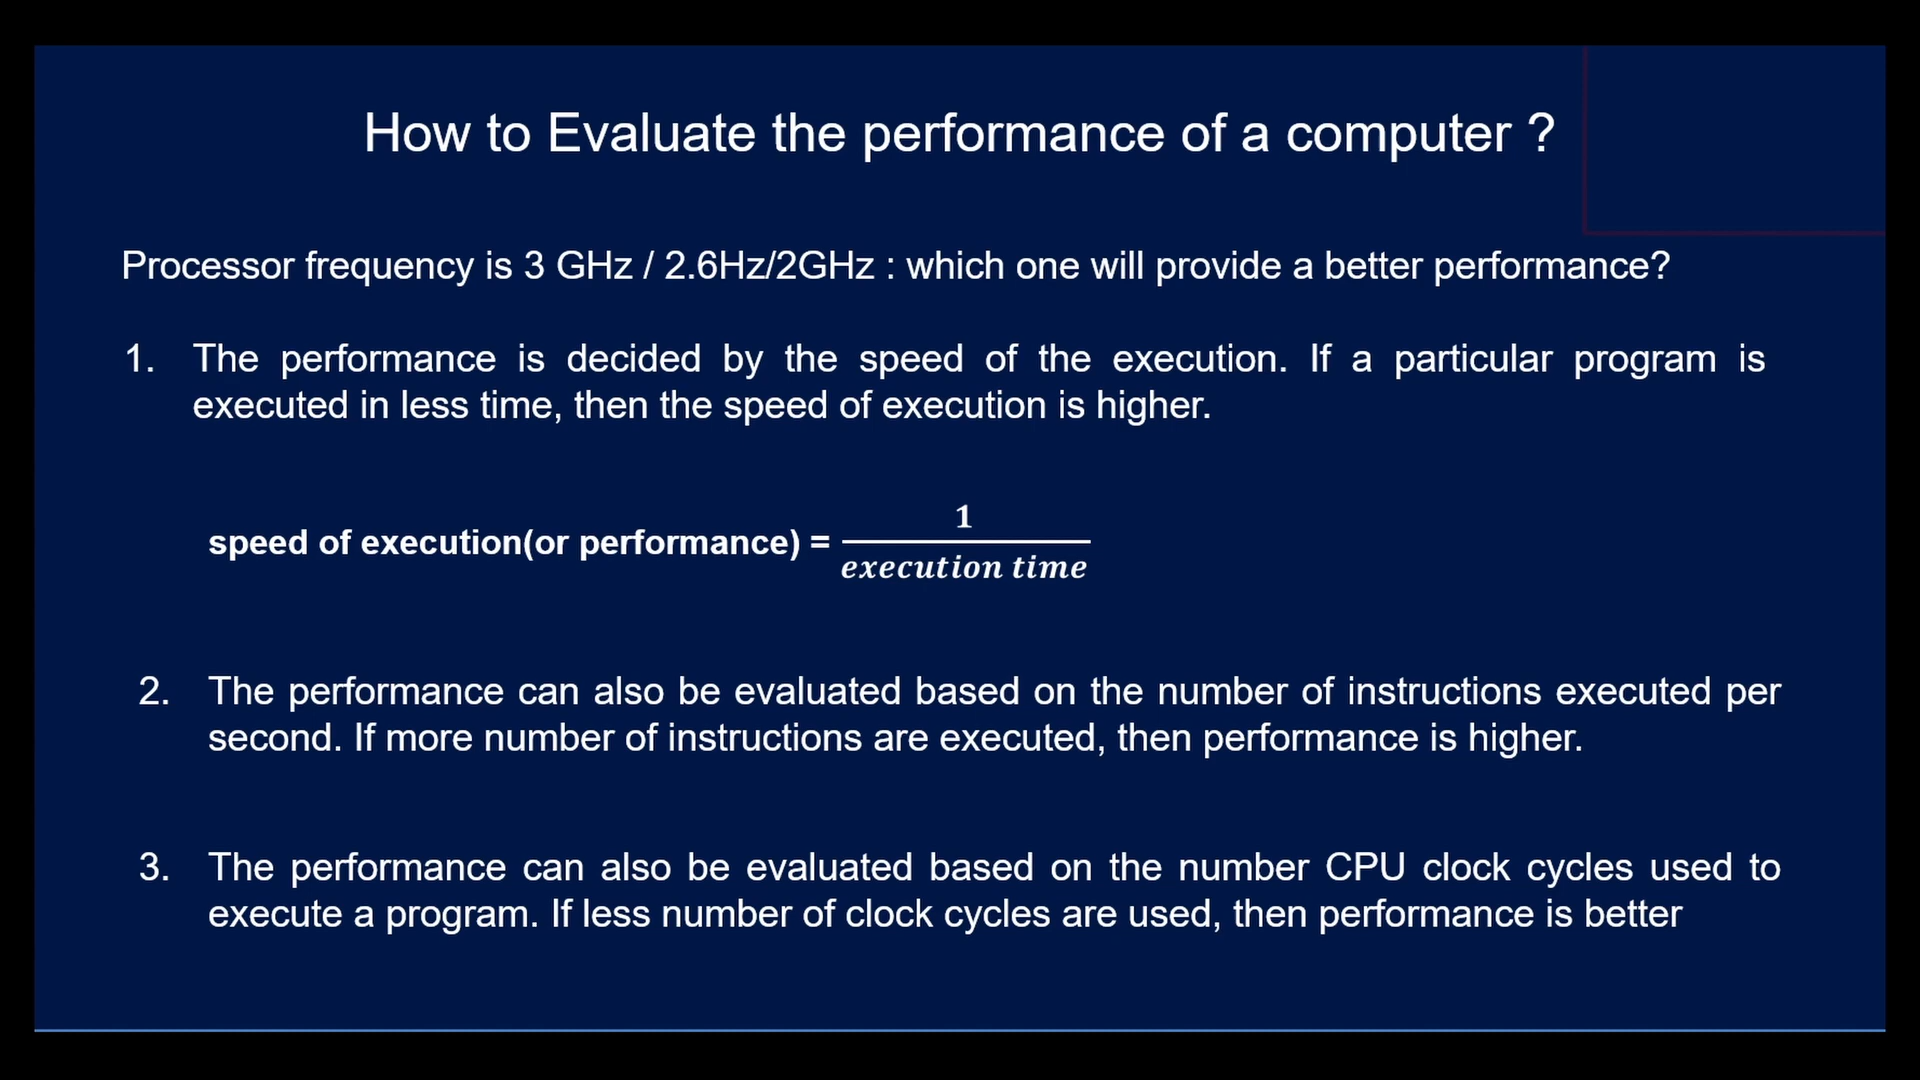 How to Evaluate the performance of a computer ?
Processor frequency is 3 GHz / 2.6Hz/2GHz : which one will provide a better performance?
1. The performance is decided by the speed of the execution. If a particular program is
executed in less time, then the speed of execution is higher.
speed of execution(or performance) = 1 / execution time
2. The performance can also be evaluated based on the number of instructions executed per
second. If more number of instructions are executed, then performance is higher.
3. The performance can also be evaluated based on the number CPU clock cycles used to
execute a program. If less number of clock cycles are used, then performance is better